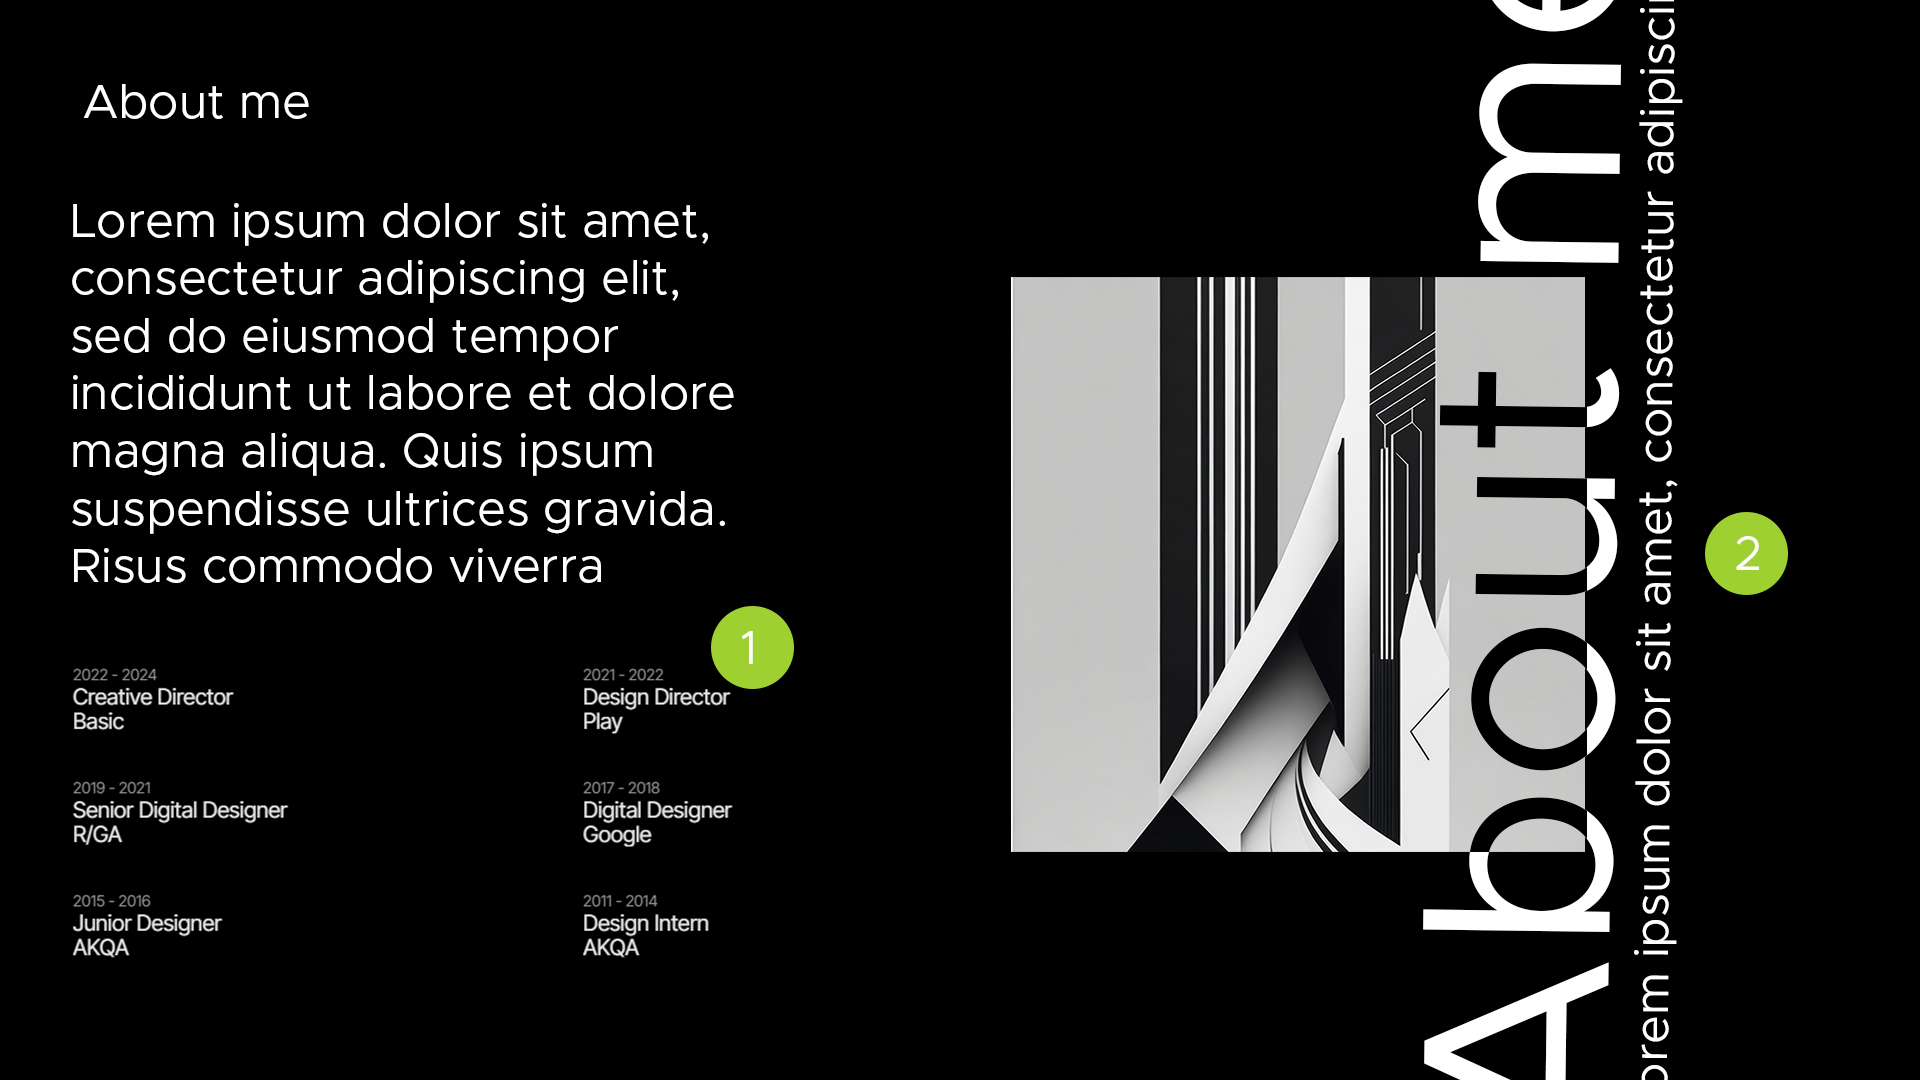 About me
Lorem ipsum dolor sit amet,
consectetur adipiscing elit,
sed do eiusmod tempor
incididunt ut labore et dolore
magna aliqua. Quis ipsum
suspendisse ultrices gravida.
Risus commodo viverra
1
2022 - 2024
Creative Director
Basic
2021 - 2022
Design Director
Play
2019 - 2021
Senior Digital Designer
R/GA
2017 - 2018
Digital Designer
Google
2015 - 2016
Junior Designer
AKQA
2011 - 2014
Design Intern
AKQA
About me
orem ipsum dolor sit amet, consectetur adipisci
2